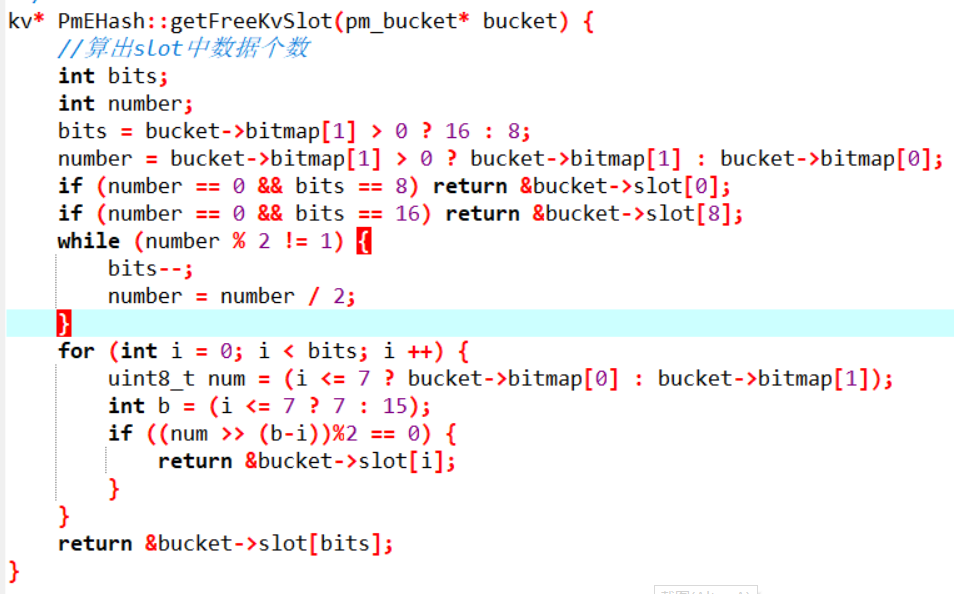 kv* PmEHash::getFreeKvSlot(pm_bucket* bucket) {
    //算出slot中数据个数
    int bits;
    int number;
    bits = bucket->bitmap[1] > 0 ? 16 : 8;
    number = bucket->bitmap[1] > 0 ? bucket->bitmap[1] : bucket->bitmap[0];
    if (number == 0 && bits == 8) return &bucket->slot[0];
    if (number == 0 && bits == 16) return &bucket->slot[8];
    while (number % 2 != 1) {
        bits--;
        number = number / 2;
    }
    for (int i = 0; i < bits; i ++) {
        uint8_t num = (i <= 7 ? bucket->bitmap[0] : bucket->bitmap[1]);
        int b = (i <= 7 ? 7 : 15);
        if ((num >> (b-i))%2 == 0) {
            return &bucket->slot[i];
        }
    }
    return &bucket->slot[bits];
}